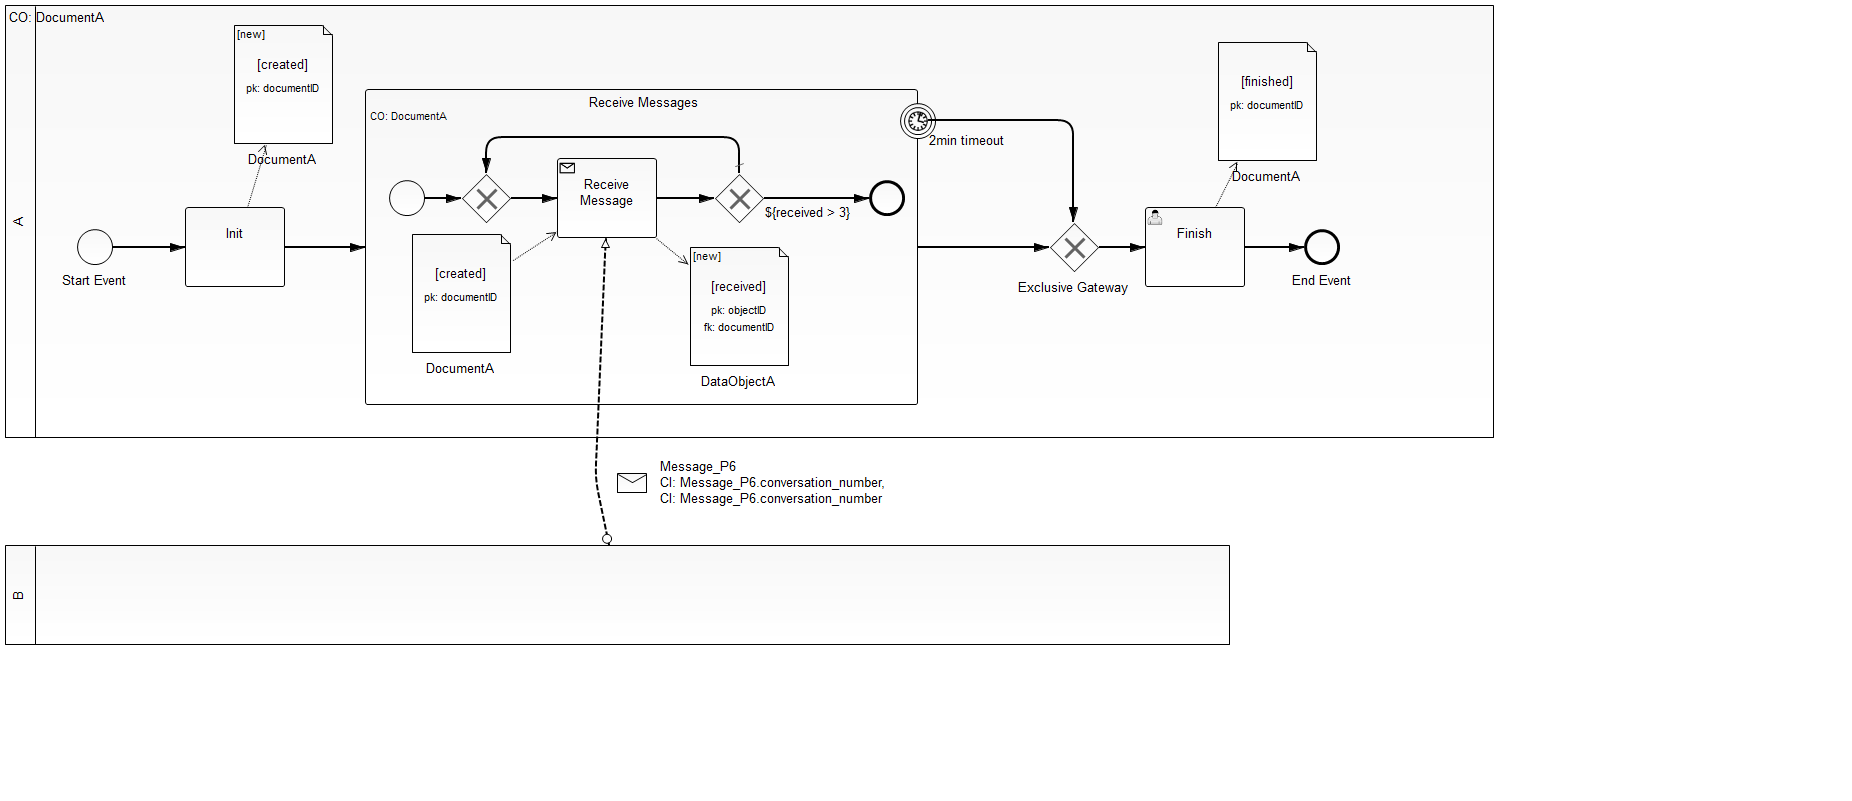 CO: DocumentA
A
Start Event
Init
[new]
[created]
pk: documentID
DocumentA
Receive Messages
CO: DocumentA
Receive
Message
[created]
pk: documentID
DocumentA
[new]
[received]
pk: objectID
fk: documentID
DataObjectA
${received > 3}
2min timeout
Exclusive Gateway
Finish
[finished]
pk: documentID
DocumentA
End Event
Message_P6
CI: Message_P6.conversation_number,
CI: Message_P6.conversation_number
B